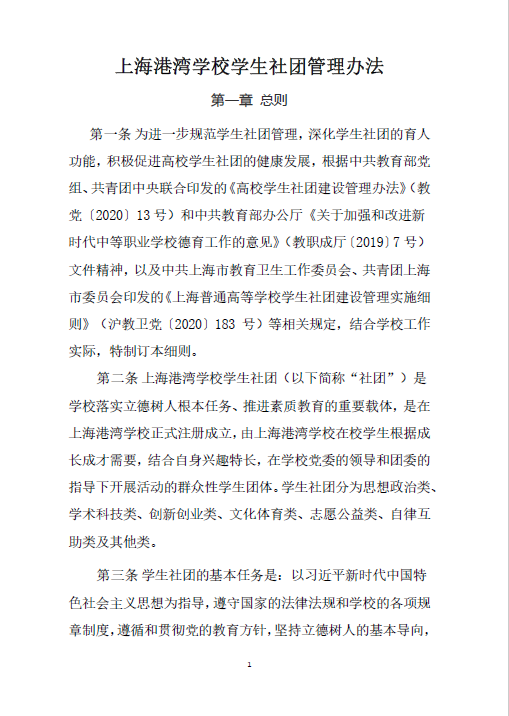 上海港湾学校学生社团管理办法
第一章 总则
第一条 为进一步规范学生社团管理，深化学生社团的育人
功能，积极促进高校学生社团的健康发展，根据中共教育部党
组、共青团中央联合印发的《高校学生社团建设管理办法》（教
党〔2020〕13 号）和中共教育部办公厅《关于加强和改进新
时代中等职业学校德育工作的意见》（教职成厅〔2019〕7 号）
文件精神，以及中共上海市教育卫生工作委员会、共青团上海
市委员会印发的《上海普通高等学校学生社团建设管理实施细
则》（沪教卫党〔2020〕183 号）等相关规定，结合学校工作
实际，特制订本细则。
第二条 上海港湾学校学生社团（以下简称“社团”）是
学校落实立德树人根本任务、推进素质教育的重要载体，是在
上海港湾学校正式注册成立，由上海港湾学校在校学生根据成
长成才需要，结合自身兴趣特长，在学校党委的领导和团委的
指导下开展活动的群众性学生团体。学生社团分为思想政治类、
学术科技类、创新创业类、文化体育类、志愿公益类、自律互
助类及其他类。
第三条 学生社团的基本任务是：以习近平新时代中国特
色社会主义思想为指导，遵守国家的法律法规和学校的各项规
章制度，遵循和贯彻党的教育方针，坚持立德树人的基本导向，
1